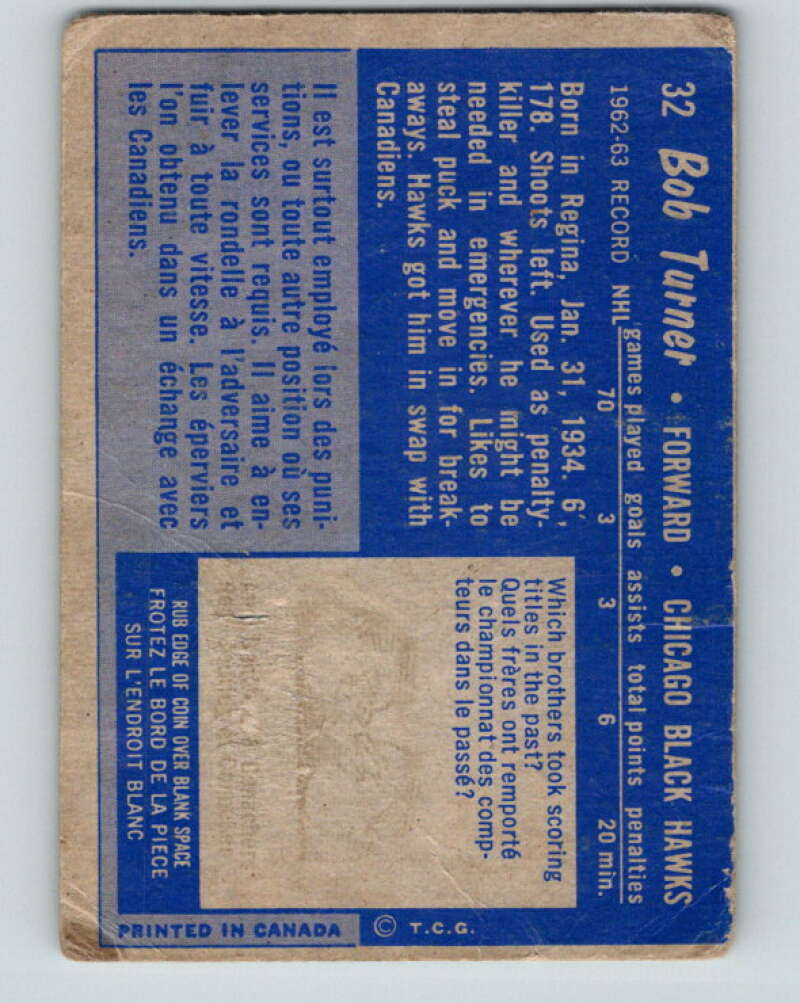 32 Bob Turner • FORWARD • CHICAGO BLACK HAWKS
games played goals assists total points penalties
1962-63 RECORD NHL 70 3 3 6 20 min.
Born in Regina, Jan. 31, 1934. 6',
178. Shoots left. Used as penalty-
killer and wherever he might be
needed in emergencies. Likes to
steal puck and move in for break-
aways. Hawks got him in swap with
Canadiens.
Il est surtout employé lors des puni-
tions, ou toute autre position où ses
services sont requis. Il aime à en-
lever la rondelle à l'adversaire et
fuir à toute vitesse. Les éperviers
l'on obtenu dans un échange avec
les Canadiens.
Which brothers took scoring
titles in the past?
Quels frères ont remporté
le championnat des comp-
teurs dans le passé?
RUB EDGE OF COIN OVER BLANK SPACE
FROTEZ LE BORD DE LA PIECE
SUR L'ENDROIT BLANC
PRINTED IN CANADA
© T.C.G.